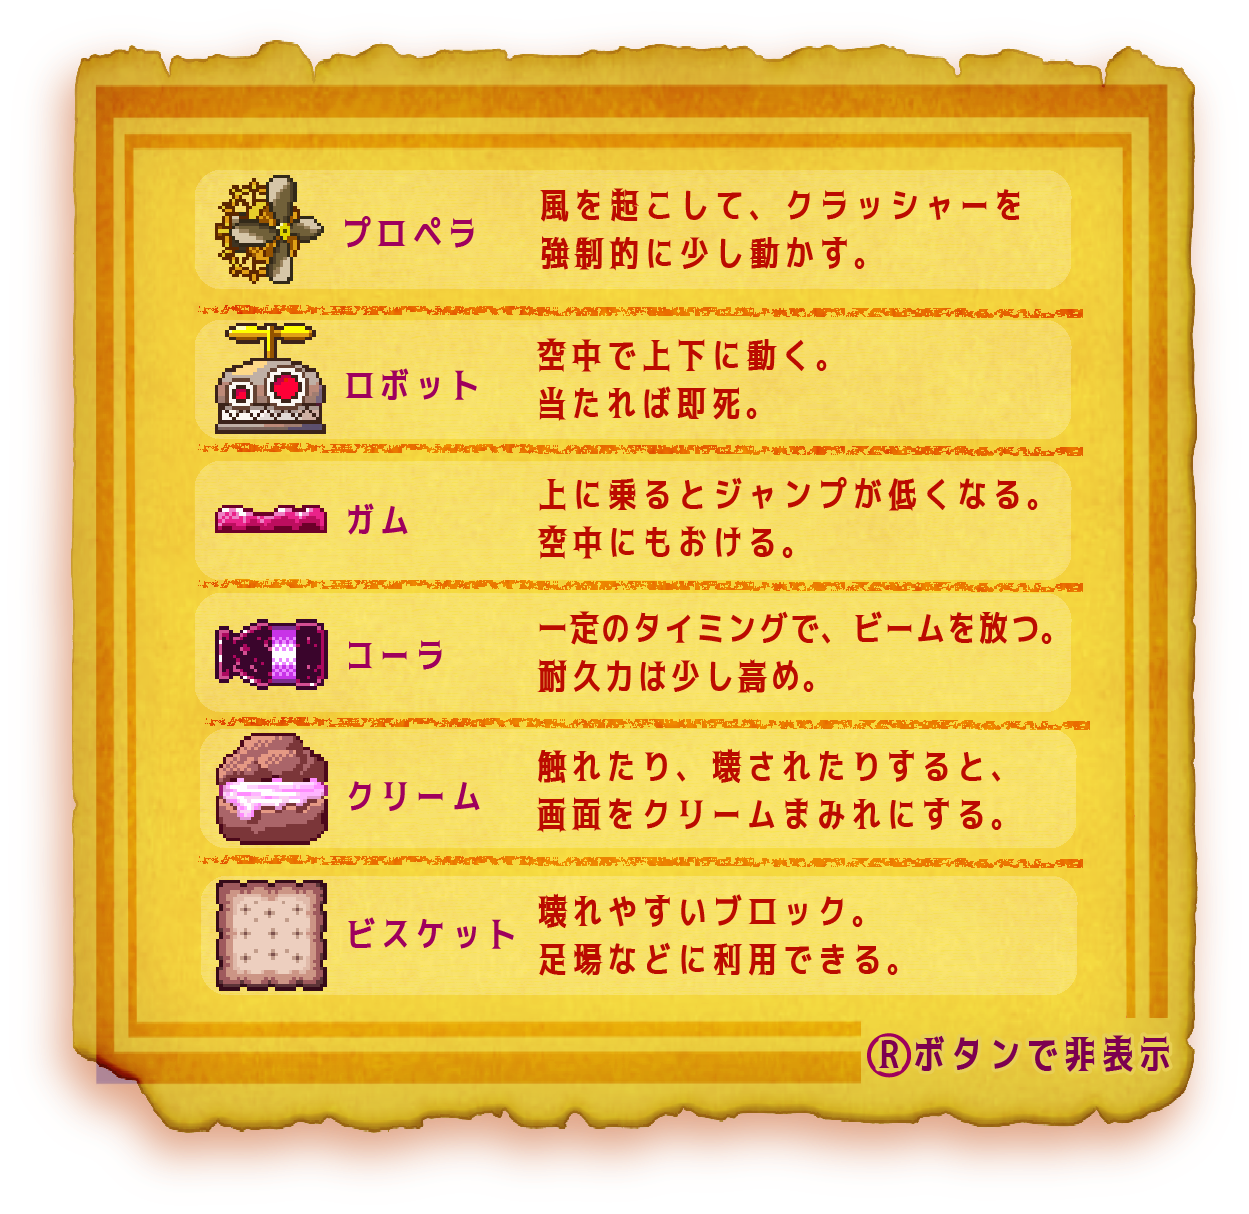 プロペラ
風を起こして、クラッシャーを
強制的に少し動かす。
ロボット
空中で上下に動く。
当たれば即死。
ガム
上に乗るとジャンプが低くなる。
空中にもおける。
コーラ
一定のタイミングで、ビームを放つ。
耐久力は少し高め。
クリーム
触れたり、壊されたりすると、
画面をクリームまみれにする。
ビスケット
壊れやすいブロック。
足場などに利用できる。
Ⓡボタンで非表示